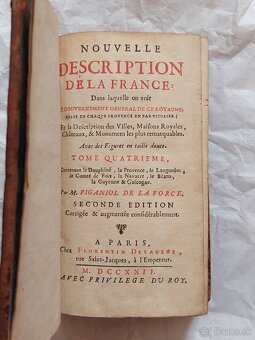 NOUVELLE
DESCRIPTION
DE LA FRANCE:
Dans laquelle on voit
LE GOUVERNEMENT GENERAL DE CE ROYAUME,
CELUI DE CHAQUE PROVINCE EN PARTICULIER;
Et la Description des Villes, Maisons Royales,
Châteaux, & Monumens les plus remarquables.
Avec des Figures en taille douce.
TOME QUATRIEME,
Contenant le Dauphiné, la Provence, le Languedoc;
le Comté de Foix, la Navarre, le Béarn,
la Guyenne & Gascogne.
Par M. PIGANIOL DE LA FORCE.
SECONDE EDITION
Corrigée & augmentée considérablement.
A PARIS,
Chez FLORENTIN DELAULNE,
rue Saint-Jacques, à l'Empereur.
M. DCCXXII.
AVEC PRIVILEGE DU ROY.
bazos.sk